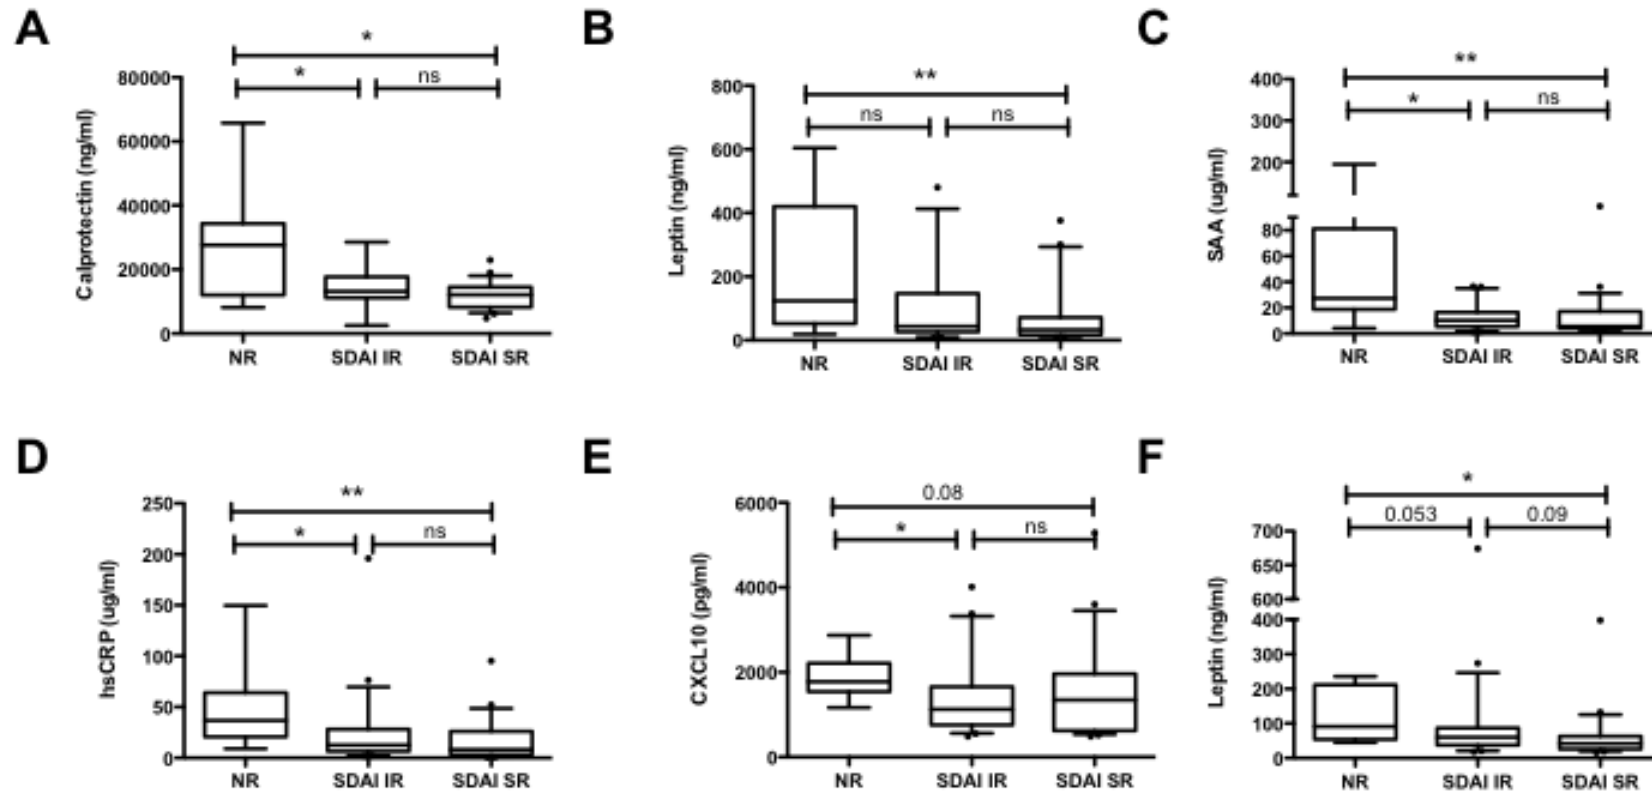 A
*
*
ns
Calprotectin (ng/ml)
80000
60000
40000
20000
0
NR
SDAI IR
SDAI SR
B
**
ns
ns
Leptin (ng/ml)
800
600
400
200
0
NR
SDAI IR
SDAI SR
C
**
*
ns
SAA (ug/ml)
400
300
200
80
60
40
20
0
NR
SDAI IR
SDAI SR
D
**
*
ns
hsCRP (ug/ml)
250
200
150
100
50
0
NR
SDAI IR
SDAI SR
E
0.08
*
ns
CXCL10 (pg/ml)
6000
4000
2000
0
NR
SDAI IR
SDAI SR
F
*
0.053
0.09
Leptin (ng/ml)
700
650
600
400
300
200
100
0
NR
SDAI IR
SDAI SR